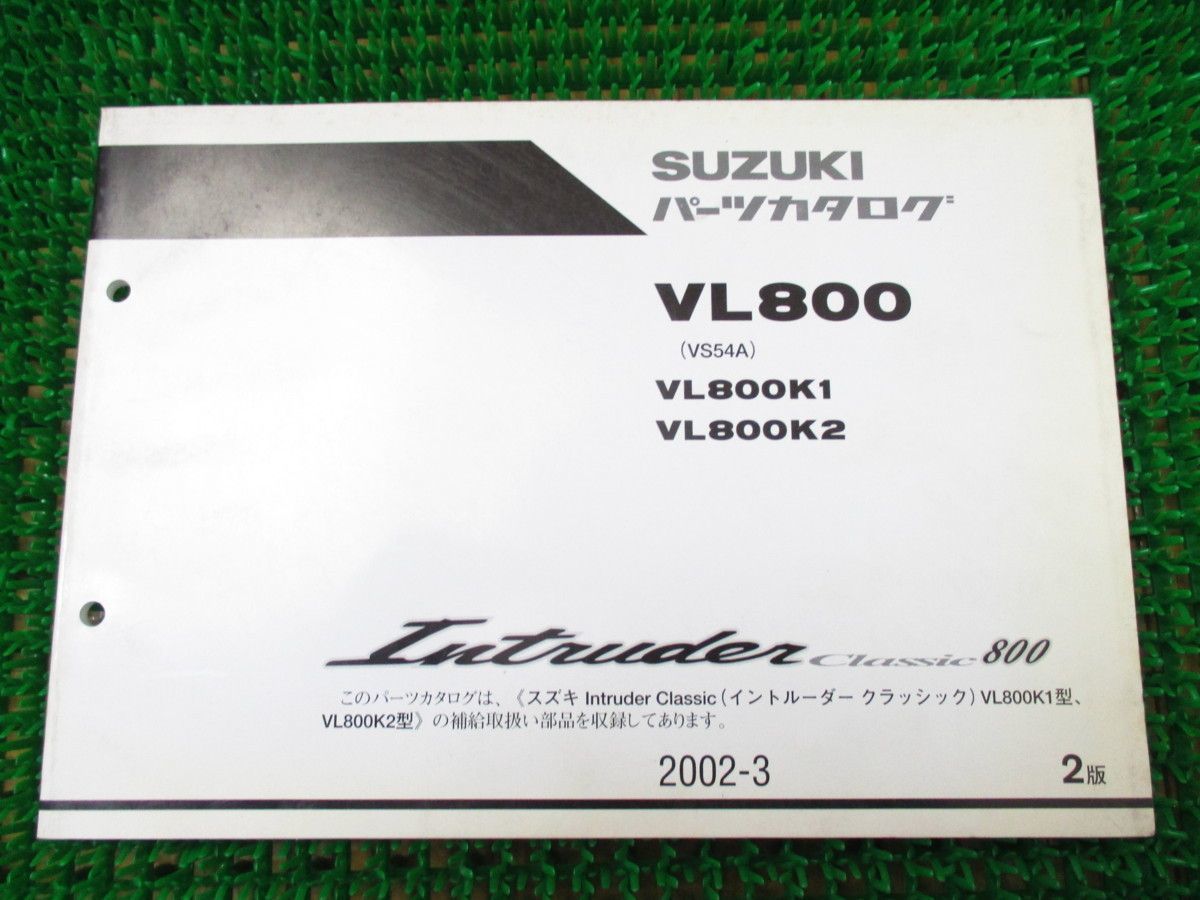 SUZUKI
パーツカタログ
VL800
（VS54A）
VL800K1
VL800K2
Intruder Classic 800
このパーツカタログは、《スズキ Intruder Classic（イントルーダー クラッシック）VL800K1型、
VL800K2型》の補給取扱い部品を収録してあります。
2002-3
2版